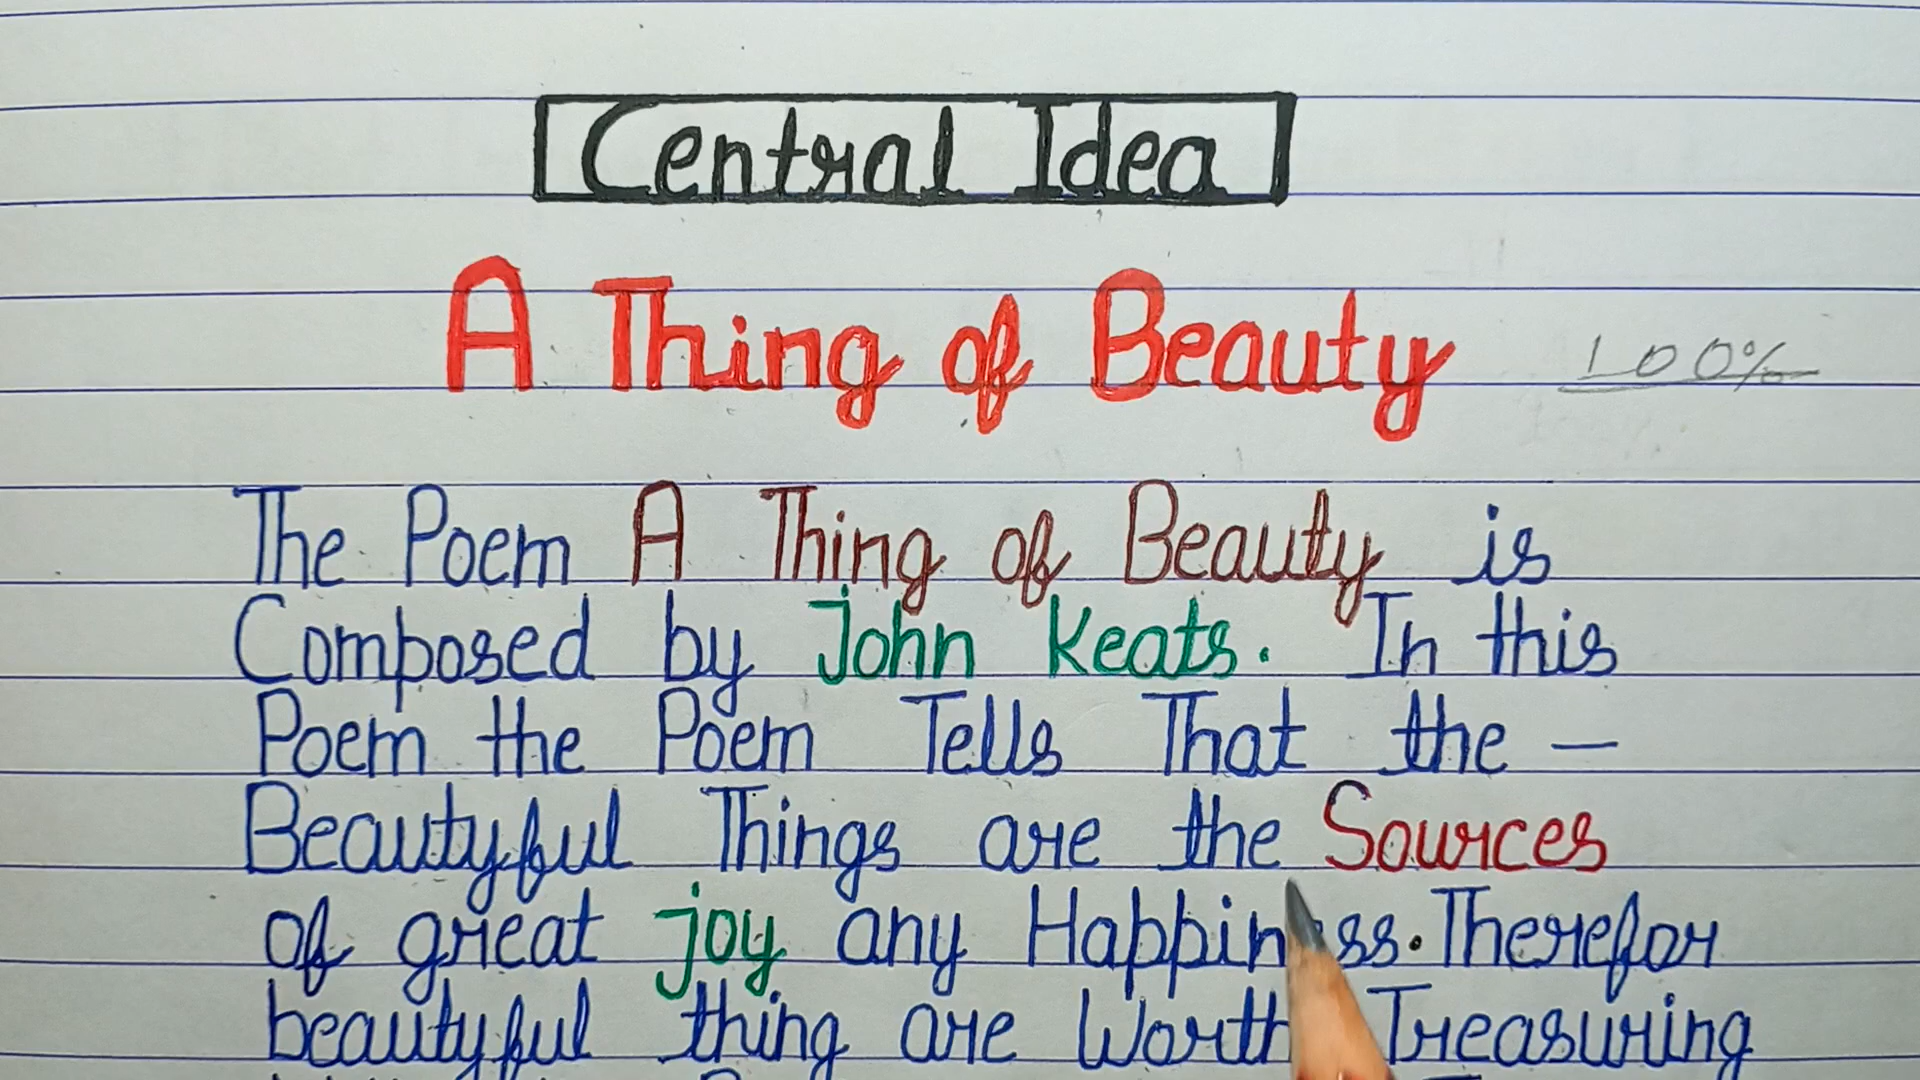 Central Idea
A Thing of Beauty
100%
The Poem A Thing of Beauty is
Composed by John Keats. In this
Poem the Poem Tells That the —
Beautyful Things are the Sources
of great joy any Happiness. Therefor
beautyful thing are Worth Treasuring